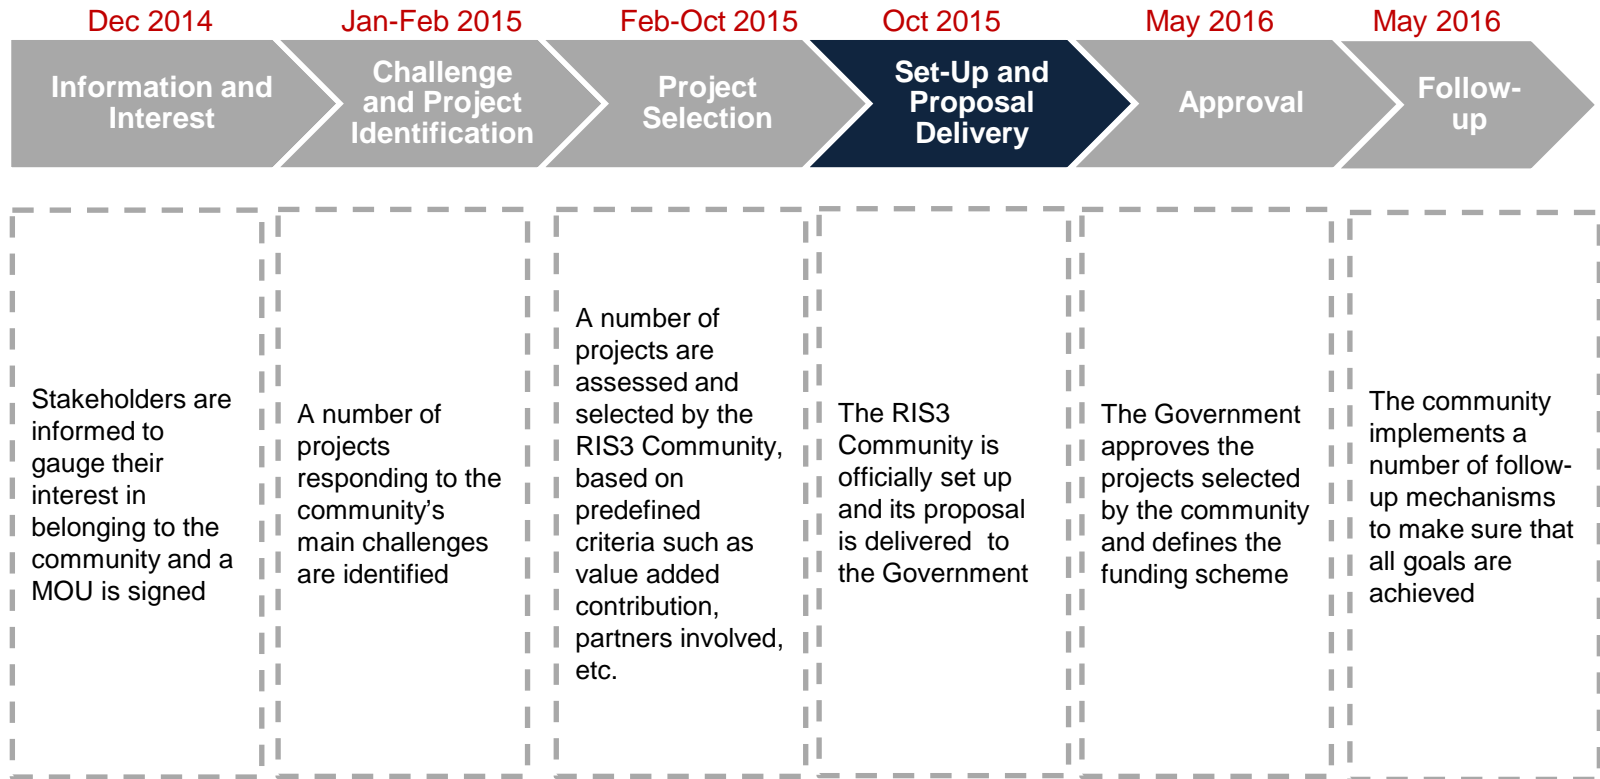 Dec 2014
Jan-Feb 2015
Feb-Oct 2015
Oct 2015
May 2016
May 2016
Information and
Interest
Challenge
and Project
Identification
Project
Selection
Set-Up and
Proposal
Delivery
Approval
Follow-
up
Stakeholders are
informed to
gauge their
interest in
belonging to the
community and a
MOU is signed
A number of
projects
responding to the
community’s
main challenges
are identified
A number of
projects are
assessed and
selected by the
RIS3 Community,
based on
predefined
criteria such as
value added
contribution,
partners involved,
etc.
The RIS3
Community is
officially set up
and its proposal
is delivered to
the Government
The Government
approves the
projects selected
by the community
and defines the
funding scheme
The community
implements a
number of follow-
up mechanisms
to make sure that
all goals are
achieved